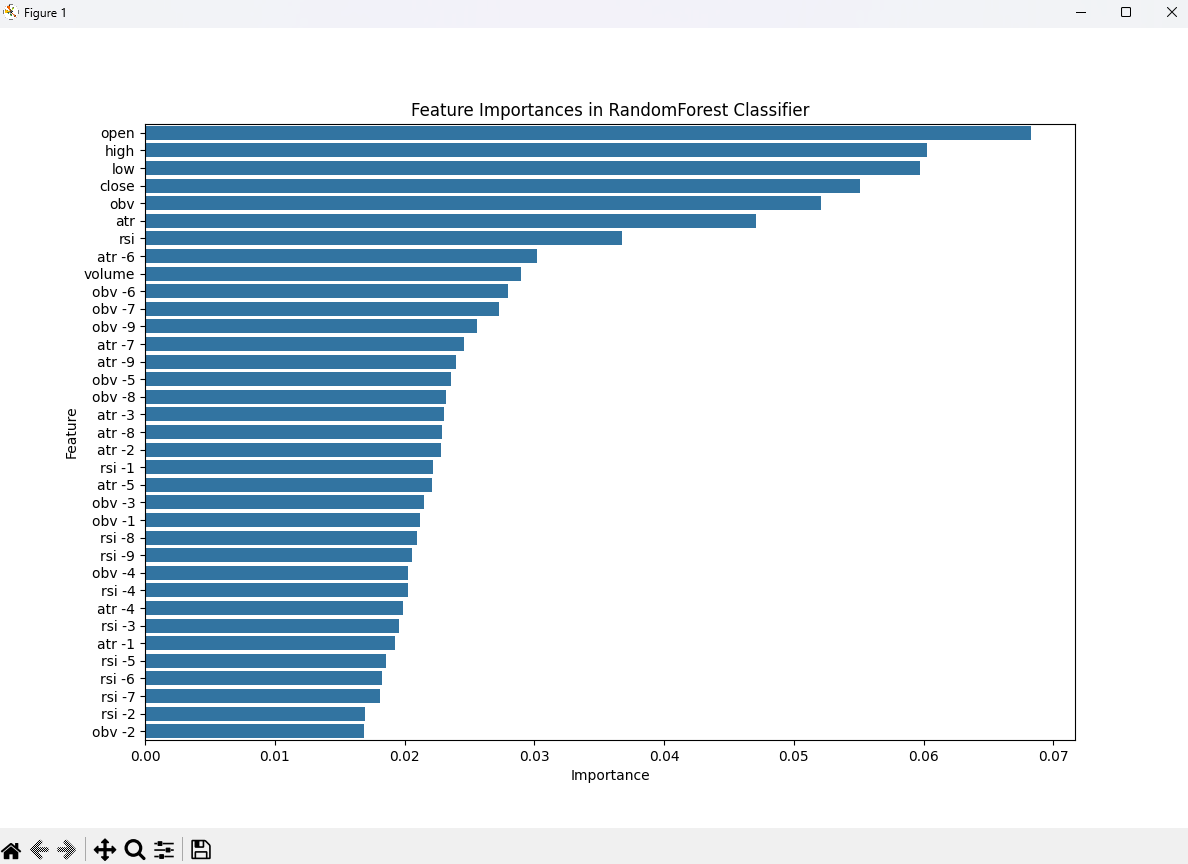 Figure 1
Feature Importances in RandomForest Classifier
open
high
low
close
obv
atr
rsi
atr -6
volume
obv -6
obv -7
obv -9
atr -7
atr -9
obv -5
obv -8
atr -3
atr -8
atr -2
rsi -1
atr -5
obv -3
obv -1
rsi -8
rsi -9
obv -4
rsi -4
atr -4
rsi -3
atr -1
rsi -5
rsi -6
rsi -7
rsi -2
obv -2
Feature
0.00 0.01 0.02 0.03 0.04 0.05 0.06 0.07
Importance